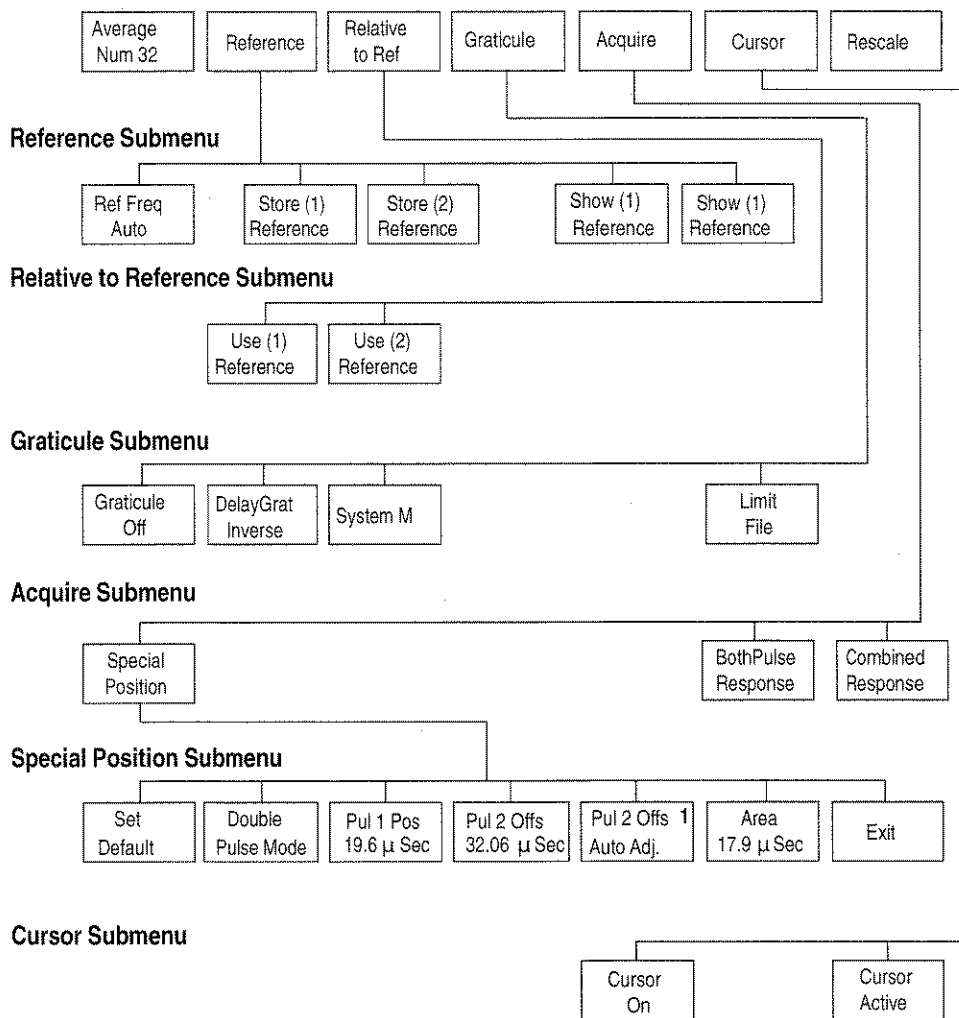 Average
Num 32
Reference
Relative
to Ref
Graticule
Acquire
Cursor
Rescale
Reference Submenu
Ref Freq
Auto
Store (1)
Reference
Store (2)
Reference
Show (1)
Reference
Show (1)
Reference
Relative to Reference Submenu
Use (1)
Reference
Use (2)
Reference
Graticule Submenu
Graticule
Off
DelayGrat
Inverse
System M
Limit
File
Acquire Submenu
Special
Position
BothPulse
Response
Combined
Response
Special Position Submenu
Set
Default
Double
Pulse Mode
Pul 1 Pos
19.6 µ Sec
Pul 2 Offs
32.06 µ Sec
Pul 2 Offs 1
Auto Adj.
Area
17.9 µ Sec
Exit
Cursor Submenu
Cursor
On
Cursor
Active